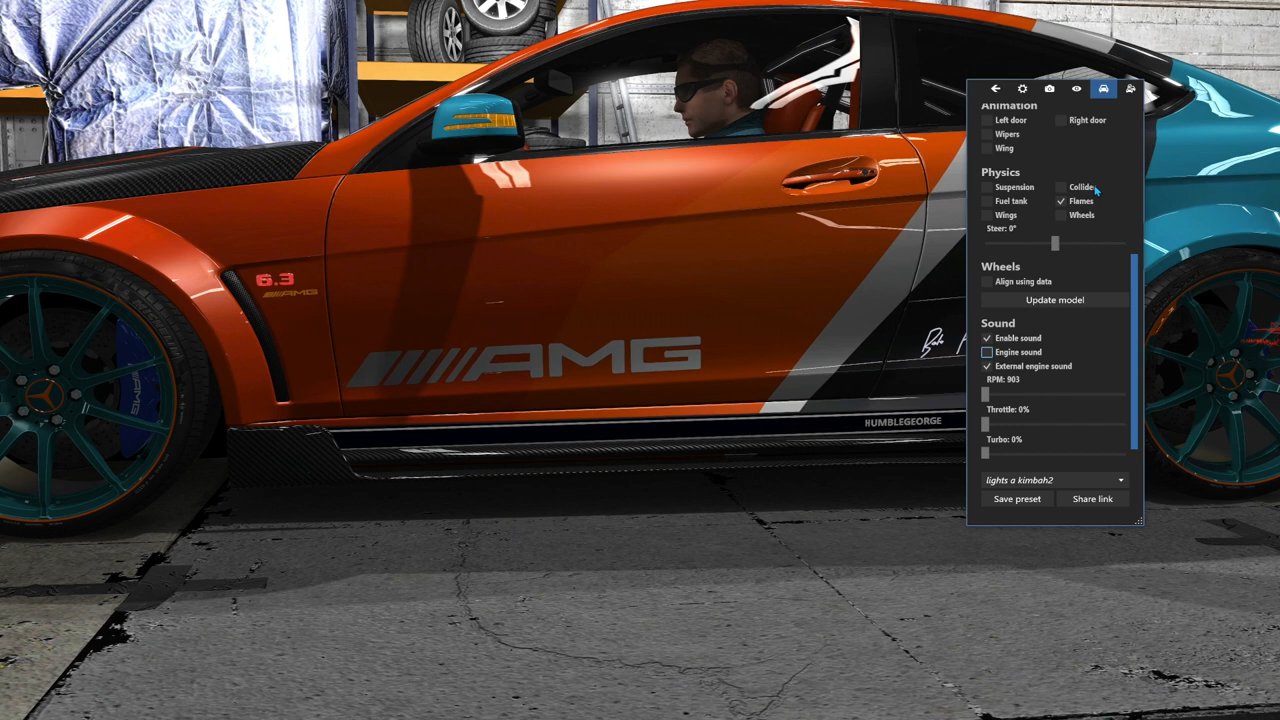 Animation
Left door
Right door
Wipers
Wing
Physics
Suspension
Collider
Fuel tank
Flames
Wings
Wheels
Steer: 0°
Wheels
Align using data
Update model
Sound
Enable sound
Engine sound
External engine sound
RPM: 903
Throttle: 0%
Turbo: 0%
lights a kimbah2
Save preset
Share link
6.3
AMG
AMG
HUMBLEGEORGE
AMG